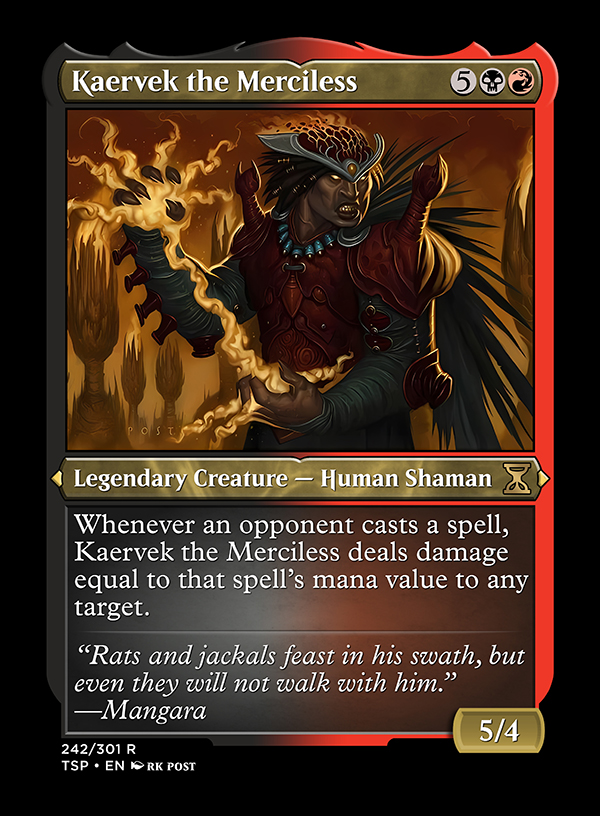 Kaervek the Merciless 5
POST
Legendary Creature — Human Shaman
Whenever an opponent casts a spell,
Kaervek the Merciless deals damage
equal to that spell’s mana value to any
target.
“Rats and jackals feast in his swath, but
even they will not walk with him.”
—Mangara
5/4
242/301 R
TSP • EN RK POST